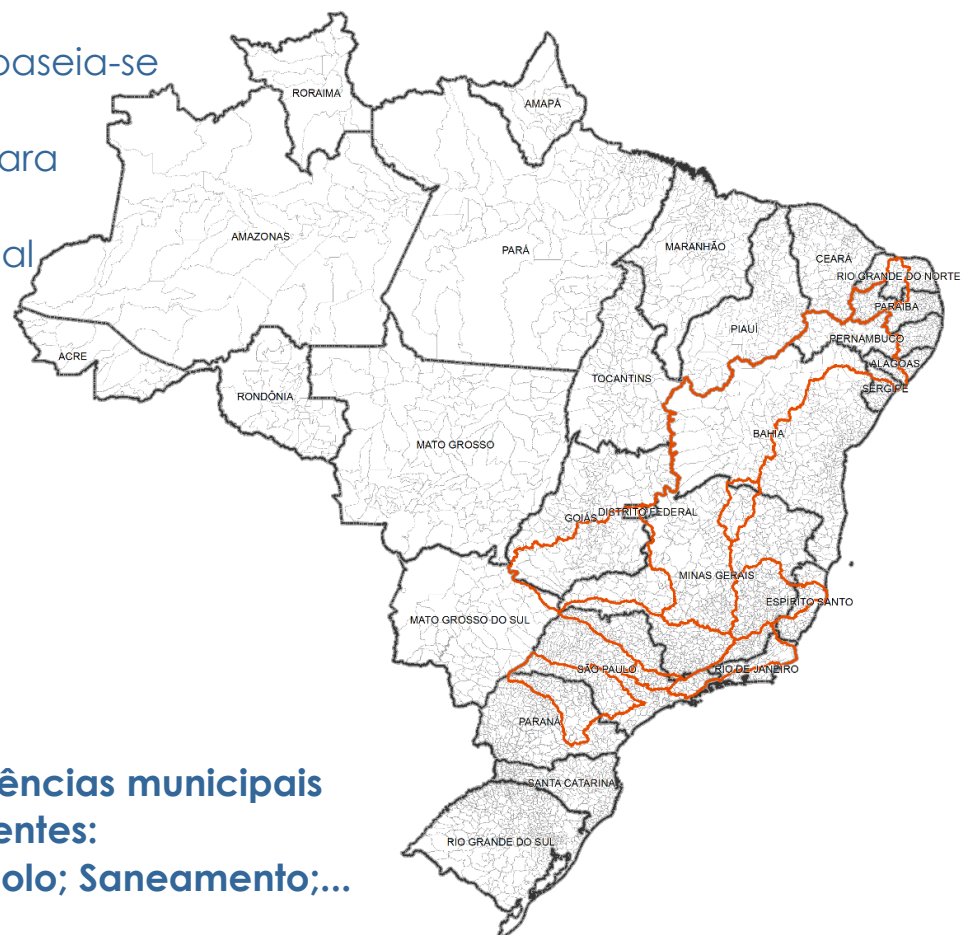 baseia-se
para
al
ências municipais
entes:
olo; Saneamento;...
RORAIMA
AMAPÁ
AMAZONAS
PARÁ
MARANHÃO
CEARÁ
RIO GRANDE DO NORTE
PARAÍBA
PIAUÍ
PERNAMBUCO
ALAGOAS
SERGIPE
ACRE
RONDÔNIA
TOCANTINS
MATO GROSSO
BAHIA
GOIÁS
DISTRITO FEDERAL
MINAS GERAIS
ESPÍRITO SANTO
MATO GROSSO DO SUL
SÃO PAULO
RIO DE JANEIRO
PARANÁ
SANTA CATARINA
RIO GRANDE DO SUL